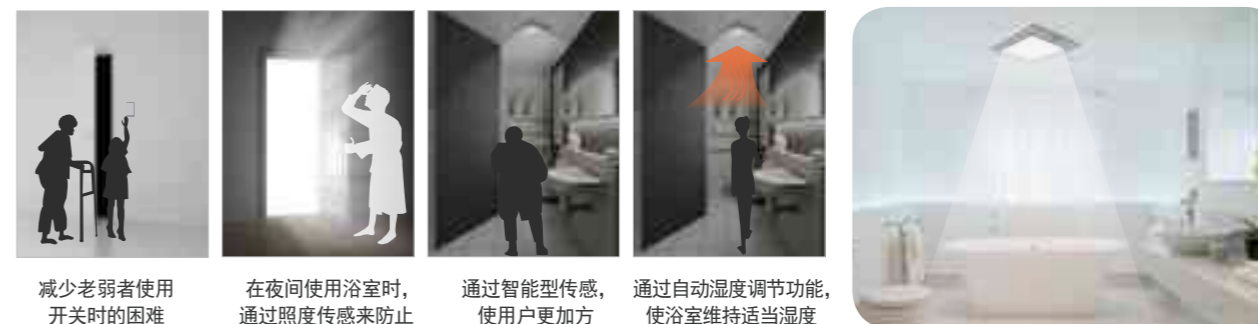 减少老弱者使用
开关时的困难
在夜间使用浴室时，
通过照度传感来防止
通过智能型传感，
使用户更加方
通过自动湿度调节功能，
使浴室维持适当湿度